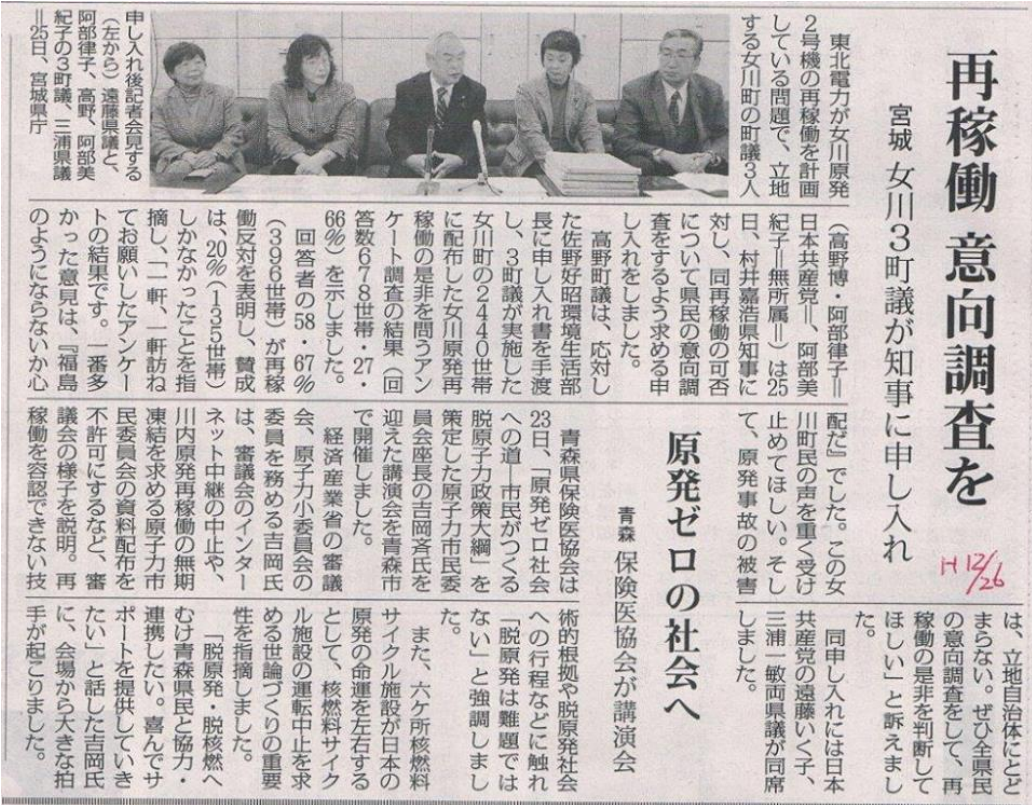 再稼働 意向調査を
宮城 女川３町議が知事に申し入れ
H 12/26
東北電力が女川原発
２号機の再稼働を計画
している問題で、立地
する女川町の町議３人
（高野博・阿部律子＝
日本共産党＝、阿部美
紀子＝無所属＝）は25
日、村井嘉浩県知事に
対し、同再稼働の可否
について県民の意向調
査をするよう求める申
し入れをしました。
高野町議は、応対し
た佐野好昭環境生活部
長に申し入れ書を手渡
し、３町議が実施した
女川町の２４４０世帯
に配布した女川原発再
稼働の是非を問うアン
ケート調査の結果（回
答数６７８世帯・27・
66％）を示しました。
回答者の58・67％
（３９６世帯）が再稼
働反対を表明し、賛成
は、20％（１３５世帯）
しかなかったことを指
摘し、「一軒、一軒訪ね
てお願いしたアンケー
トの結果です。一番多
かった意見は、『福島
のようにならないか心
配だ』でした。この女
川町民の声を重く受け
止めてほしい。そし
て、原発事故の被害
は、立地自治体にとど
まらない。ぜひ全県民
の意向調査をして、再
稼働の是非を判断して
ほしい」と訴えまし
た。
同申し入れには日本
共産党の遠藤いく子、
三浦一敏両県議が同席
しました。
申し入れ後記者会見する
（左から）遠藤県議と、
阿部律子、高野、阿部美
紀子の３町議、三浦県議
＝25日、宮城県庁
原発ゼロの社会へ
青森 保険医協会が講演会
青森県保険医協会は
23日、「原発ゼロ社会
への道―市民がつくる
脱原子力政策大綱」を
策定した原子力市民委
員会座長の吉岡斉氏を
迎えた講演会を青森市
で開催しました。
経済産業省の審議
会、原子力小委員会の
委員を務める吉岡氏
は、審議会のインター
ネット中継の中止や、
川内原発再稼働の無期
凍結を求める原子力市
民委員会の資料配布を
不許可にするなど、審
議会の様子を説明。再
稼働を容認できない技
術的根拠や脱原発社会
への行程などに触れ
「脱原発は難題では
ない」と強調しまし
た。
また、六ケ所核燃料
サイクル施設が日本の
原発の命運を左右する
として、核燃料サイク
ル施設の運転中止を求
める世論づくりの重要
性を指摘しました。
「脱原発・脱核燃へ
むけ青森県民と協力・
連携したい。喜んでサ
ポートを提供していき
たい」と話した吉岡氏
に、会場から大きな拍
手が起こりました。